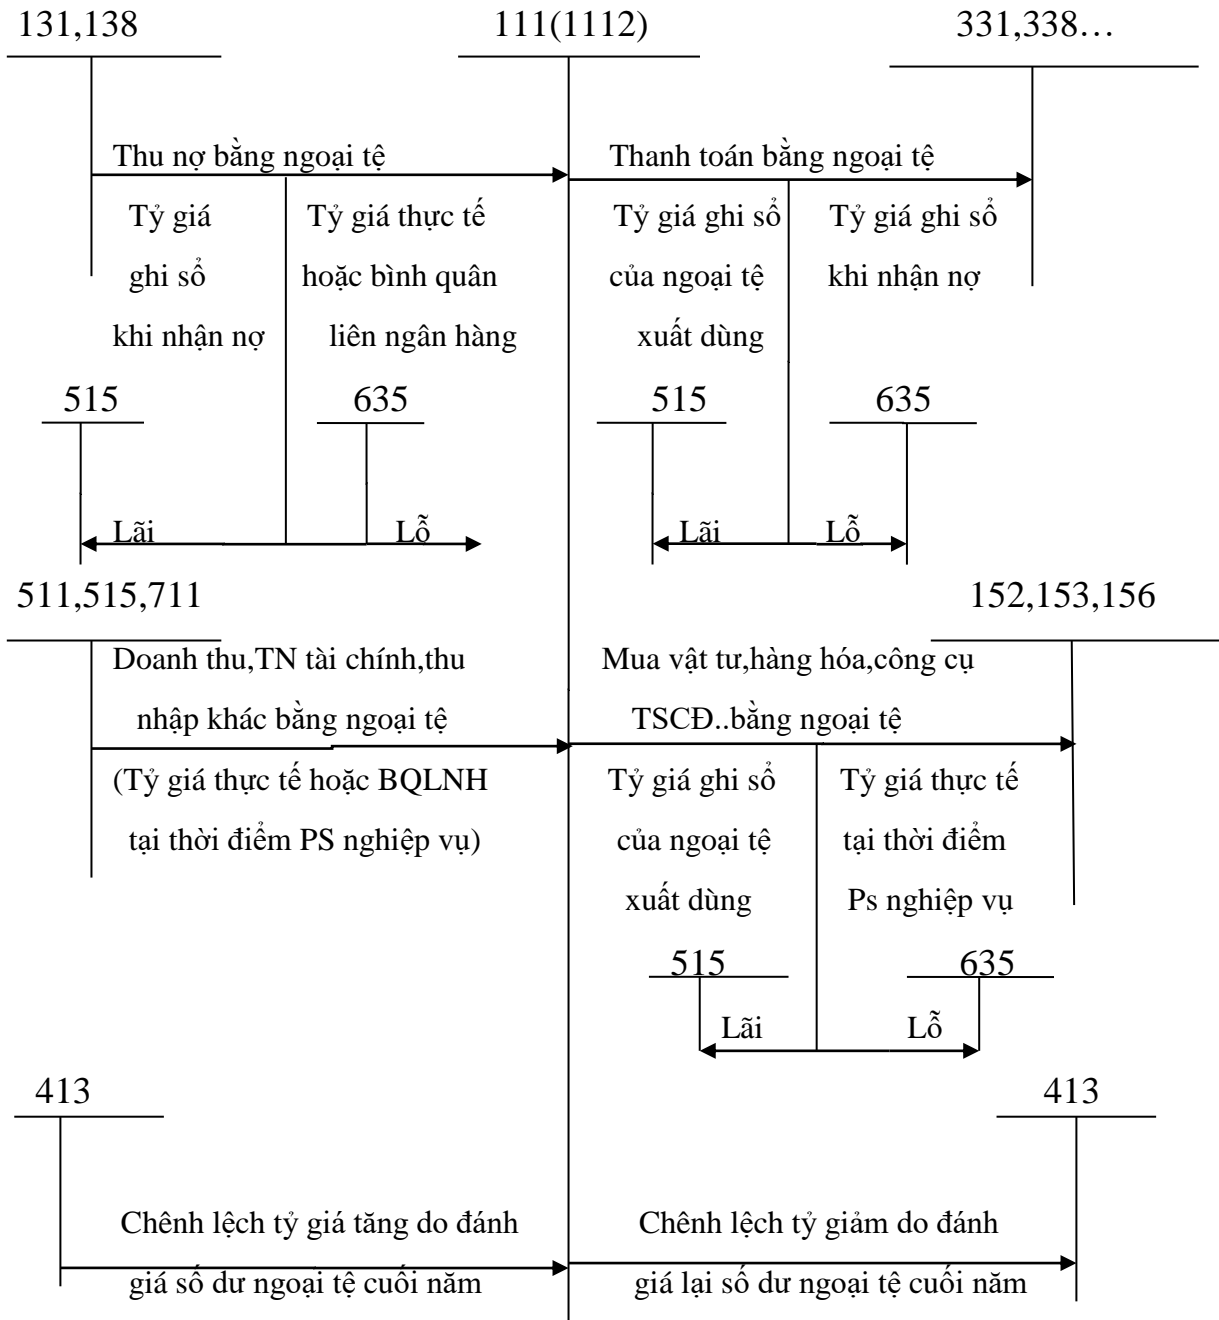 131,138
111(1112)
331,338…
Thu nợ bằng ngoại tệ
Thanh toán bằng ngoại tệ
Tỷ giá
ghi sổ
khi nhận nợ
Tỷ giá thực tế
hoặc bình quân
liên ngân hàng
Tỷ giá ghi sổ
của ngoại tệ
xuất dùng
Tỷ giá ghi sổ
khi nhận nợ
515
635
515
635
Lãi
Lỗ
Lãi
Lỗ
511,515,711
152,153,156
Doanh thu,TN tài chính,thu
nhập khác bằng ngoại tệ
(Tỷ giá thực tế hoặc BQLNH
tại thời điểm PS nghiệp vụ)
Mua vật tư,hàng hóa,công cụ
TSCĐ..bằng ngoại tệ
Tỷ giá ghi sổ
của ngoại tệ
xuất dùng
Tỷ giá thực tế
tại thời điểm
Ps nghiệp vụ
515
635
Lãi
Lỗ
413
413
Chênh lệch tỷ giá tăng do đánh
giá số dư ngoại tệ cuối năm
Chênh lệch tỷ giảm do đánh
giá lại số dư ngoại tệ cuối năm